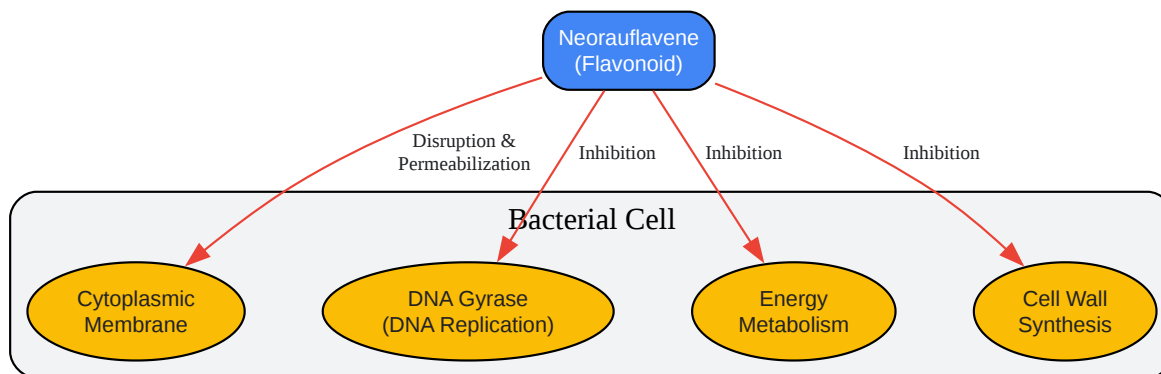 Neorauflavene
(Flavonoid)
Disruption &
Permeabilization
Inhibition
Inhibition
Inhibition
Bacterial Cell
Cytoplasmic
Membrane
DNA Gyrase
(DNA Replication)
Energy
Metabolism
Cell Wall
Synthesis